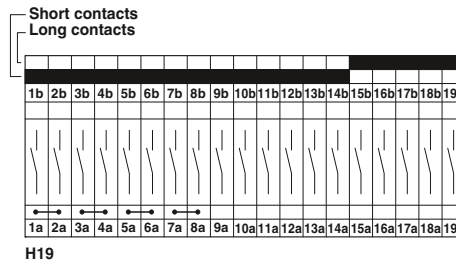 Short contacts
Long contacts
1b 2b 3b 4b 5b 6b 7b 8b 9b 10b 11b 12b 13b 14b 15b 16b 17b 18b 19
1a 2a 3a 4a 5a 6a 7a 8a 9a 10a 11a 12a 13a 14a 15a 16a 17a 18a 19
H19